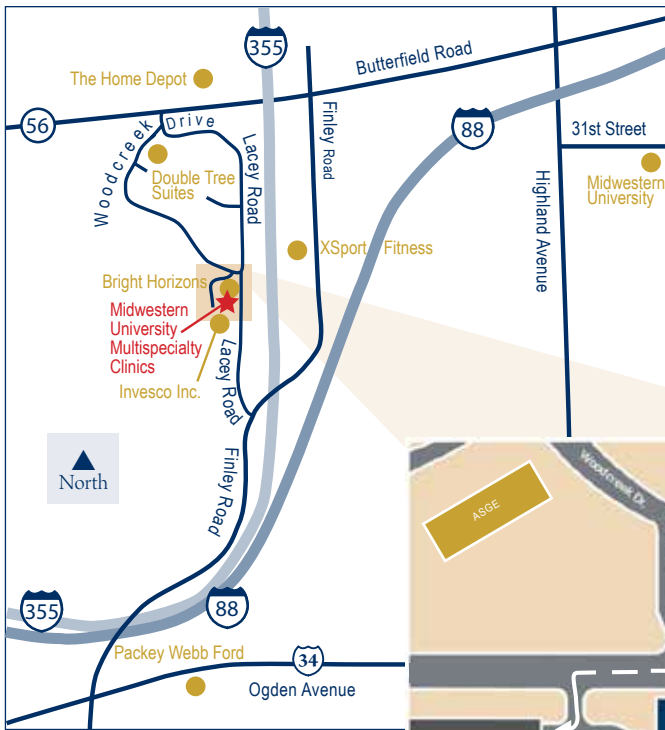 355
Butterfield Road
The Home Depot
56
Woodcreek Drive
Lacey Road
Finley Road
88
31st Street
Double Tree
Suites
Midwestern
University
Highland Avenue
XSport Fitness
Bright Horizons
Midwestern
University
Multispecialty
Clinics
Invesco Inc.
Lacey Road
North
Finley Road
Woodcreek Dr.
ASGE
355
88
Packey Webb Ford
34
Ogden Avenue